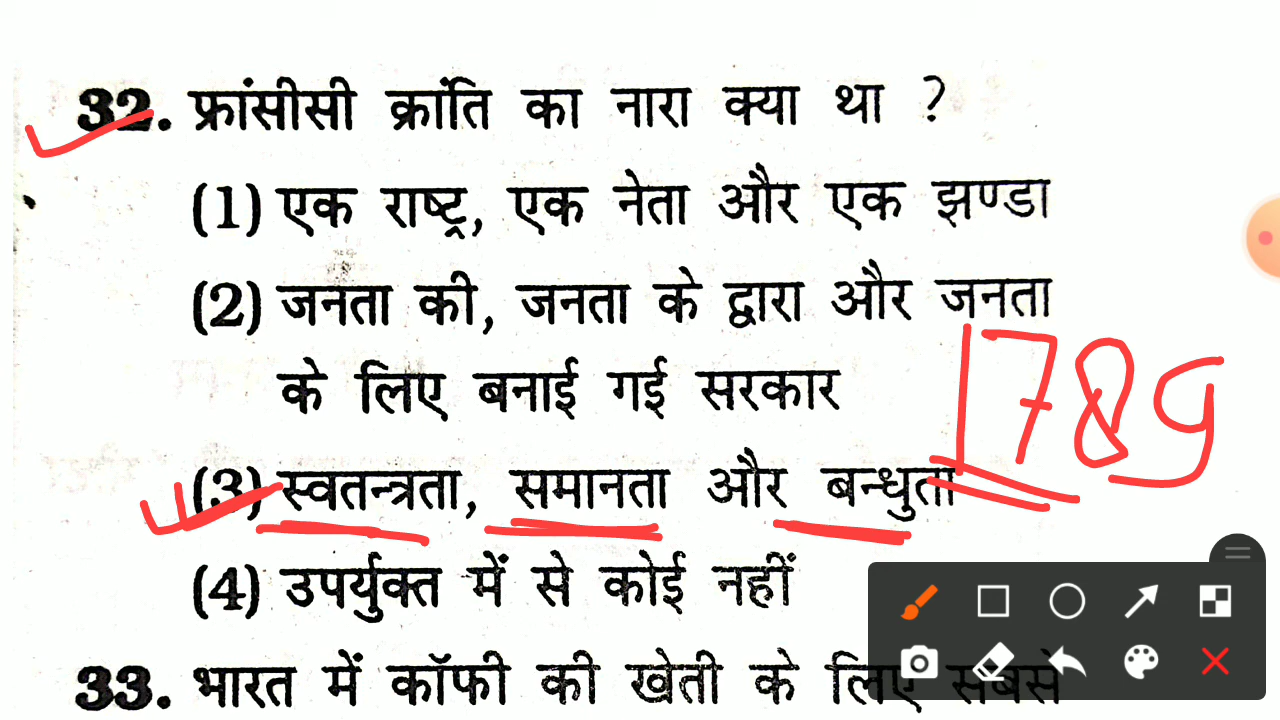 32. फ्रांसीसी क्रांति का नारा क्या था ?
(1) एक राष्ट्र, एक नेता और एक झण्डा
(2) जनता की, जनता के द्वारा और जनता
के लिए बनाई गई सरकार
1789
(3) स्वतन्त्रता, समानता और बन्धुता
(4) उपर्युक्त में से कोई नहीं
33. भारत में कॉफी की खेती के लिए सबसे